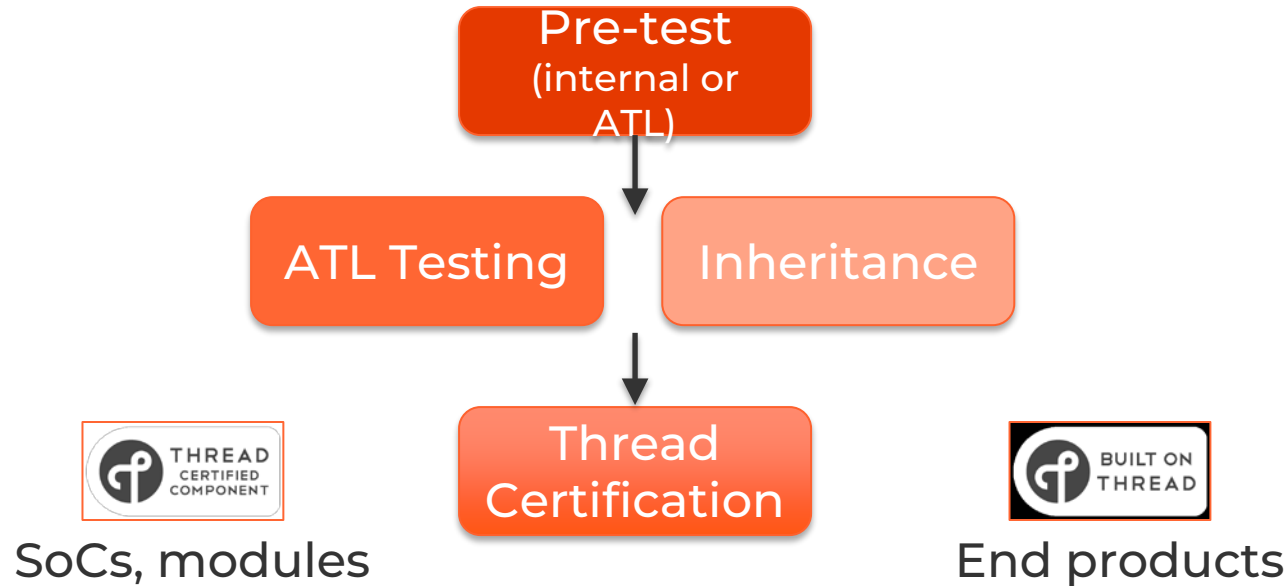 Pre-test
(internal or
ATL)
ATL Testing
Inheritance
Thread
Certification
THREAD
CERTIFIED
COMPONENT
BUILT ON
THREAD
SoCs, modules
End products